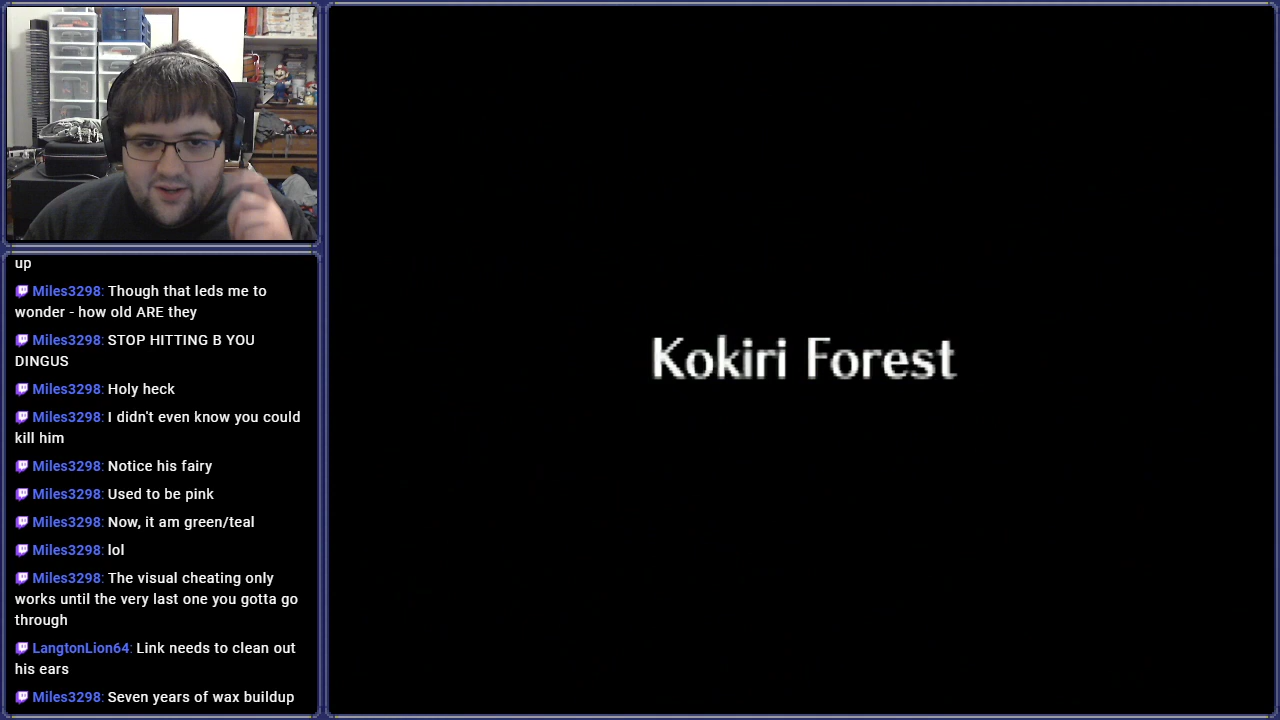 up
Miles3298: Though that leds me to
wonder - how old ARE they
Miles3298: STOP HITTING B YOU
DINGUS
Miles3298: Holy heck
Miles3298: I didn't even know you could
kill him
Miles3298: Notice his fairy
Miles3298: Used to be pink
Miles3298: Now, it am green/teal
Miles3298: lol
Miles3298: The visual cheating only
works until the very last one you gotta go
through
LangtonLion64: Link needs to clean out
his ears
Miles3298: Seven years of wax buildup
Kokiri Forest